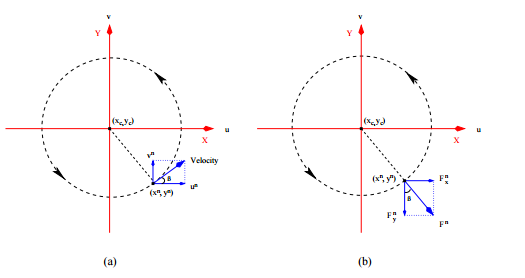 v
Y
(x_c, y_c)
u
X
v^n
Velocity
β
u^n
(x^n, y^n)
(a)
v
Y
(x_c, y_c)
u
X
(x^n, y^n)
F_x^n
β
F_y^n
F^n
(b)